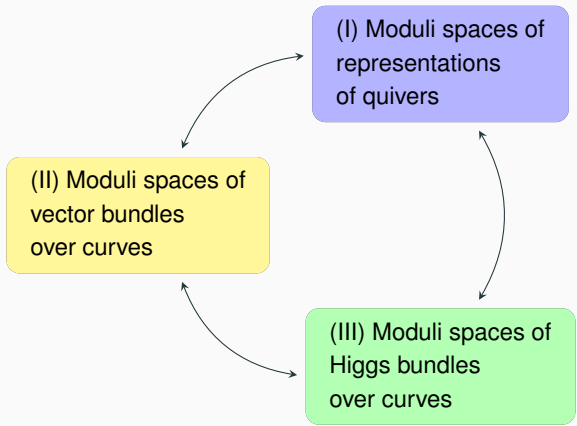 (I) Moduli spaces of
representations
of quivers
(II) Moduli spaces of
vector bundles
over curves
(III) Moduli spaces of
Higgs bundles
over curves